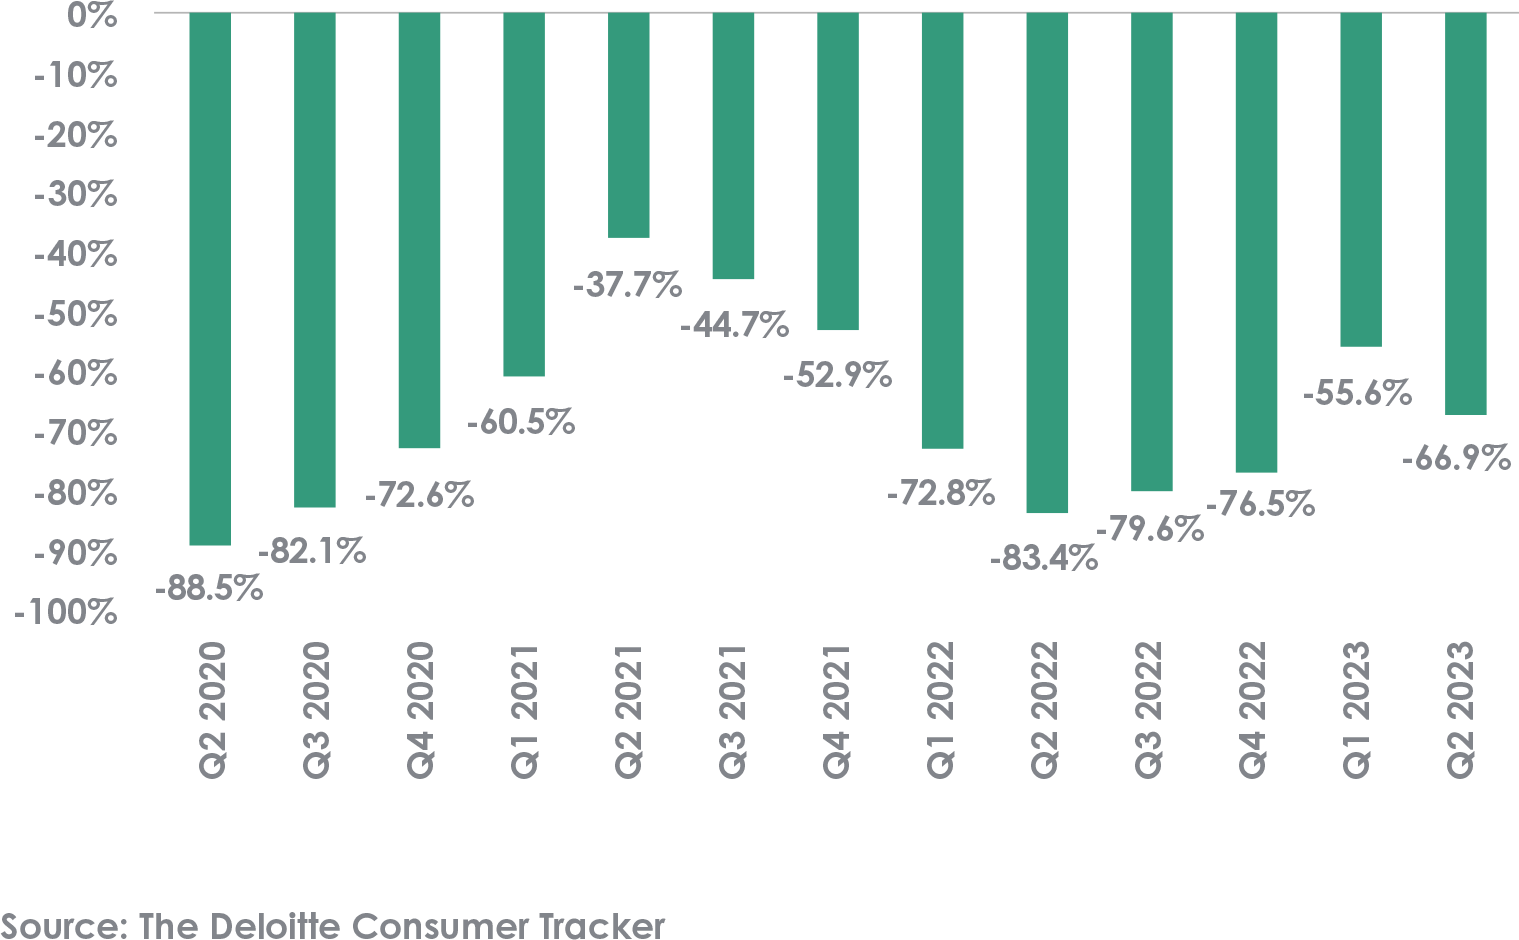 0%
-10%
-20%
-30%
-40%
-50%
-60%
-70%
-80%
-90%
-100%
-88.5%
-82.1%
-72.6%
-60.5%
-37.7%
-44.7%
-52.9%
-72.8%
-83.4%
-79.6%
-76.5%
-55.6%
-66.9%
Q2 2020
Q3 2020
Q4 2020
Q1 2021
Q2 2021
Q3 2021
Q4 2021
Q1 2022
Q2 2022
Q3 2022
Q4 2022
Q1 2023
Q2 2023
Source: The Deloitte Consumer Tracker